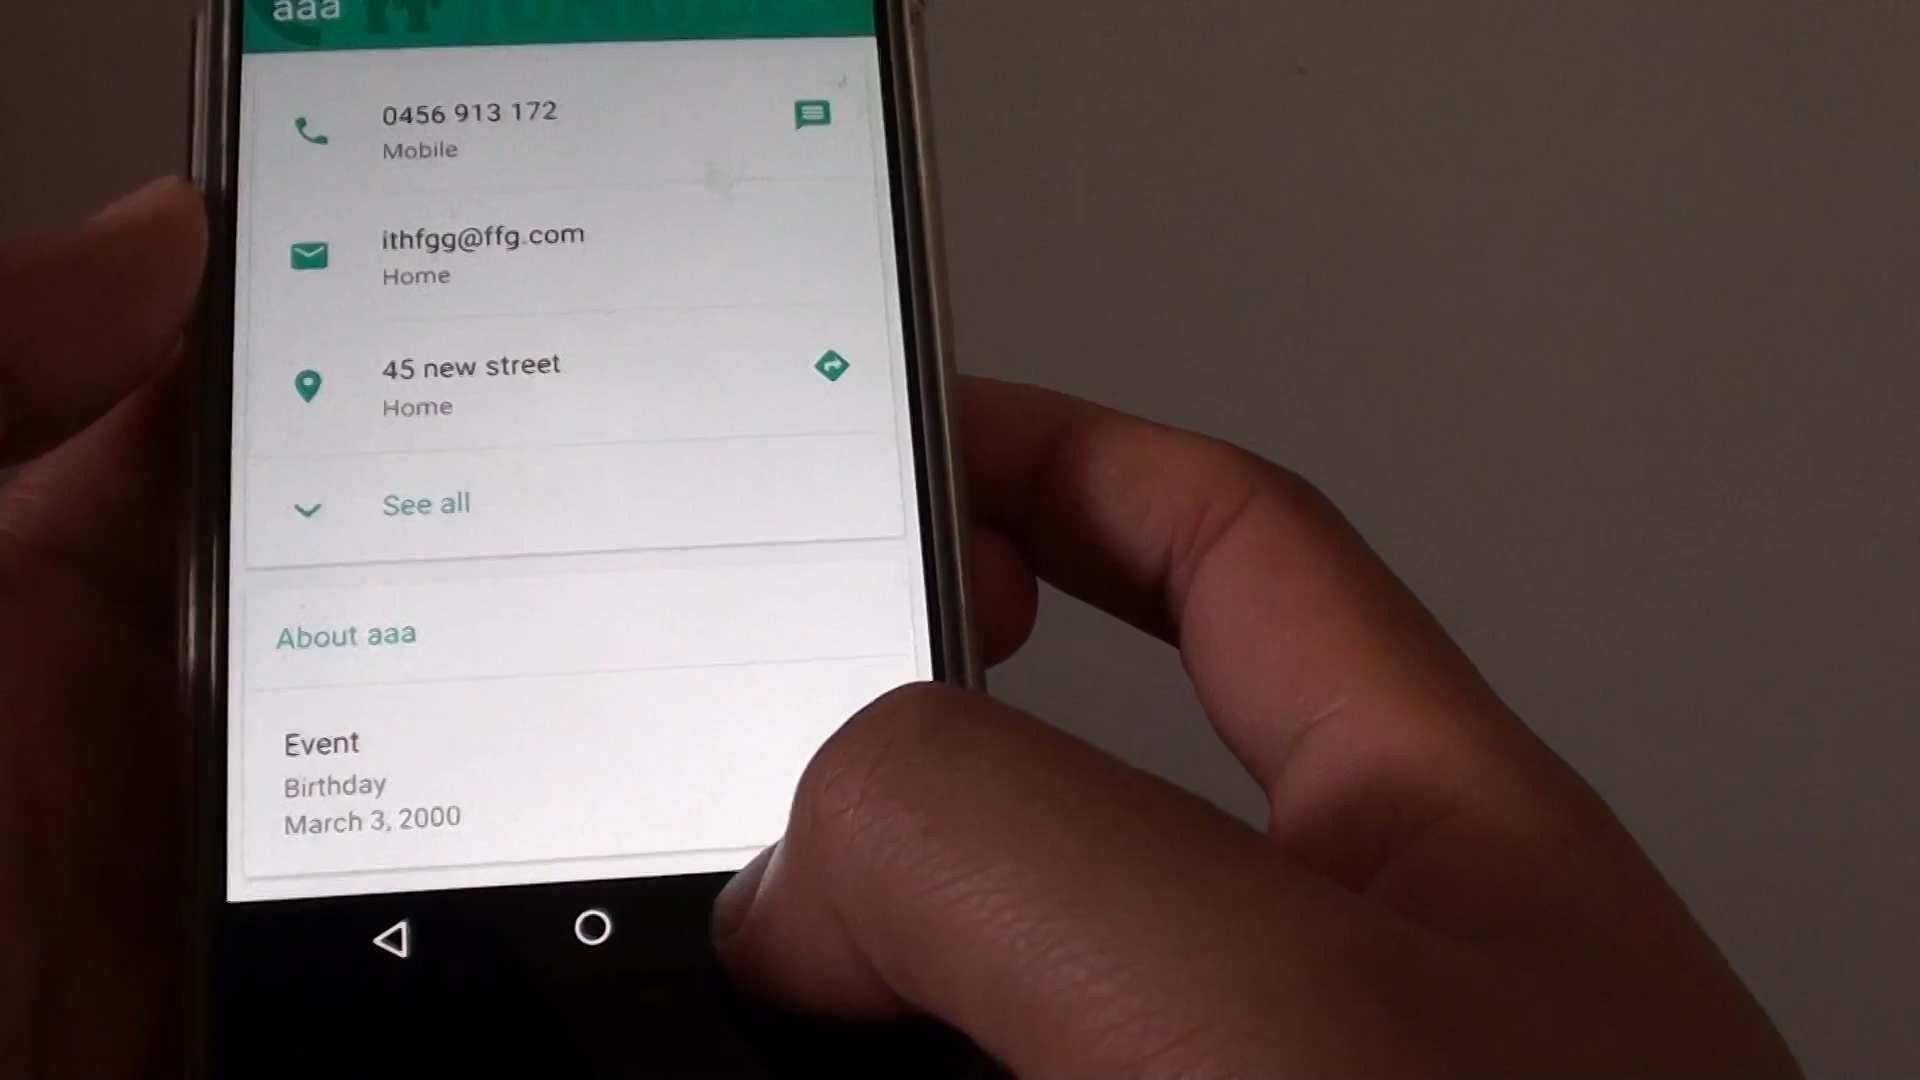 aaa
0456 913 172
Mobile
ithfgg@ffg.com
Home
45 new street
Home
See all
About aaa
Event
Birthday
March 3, 2000